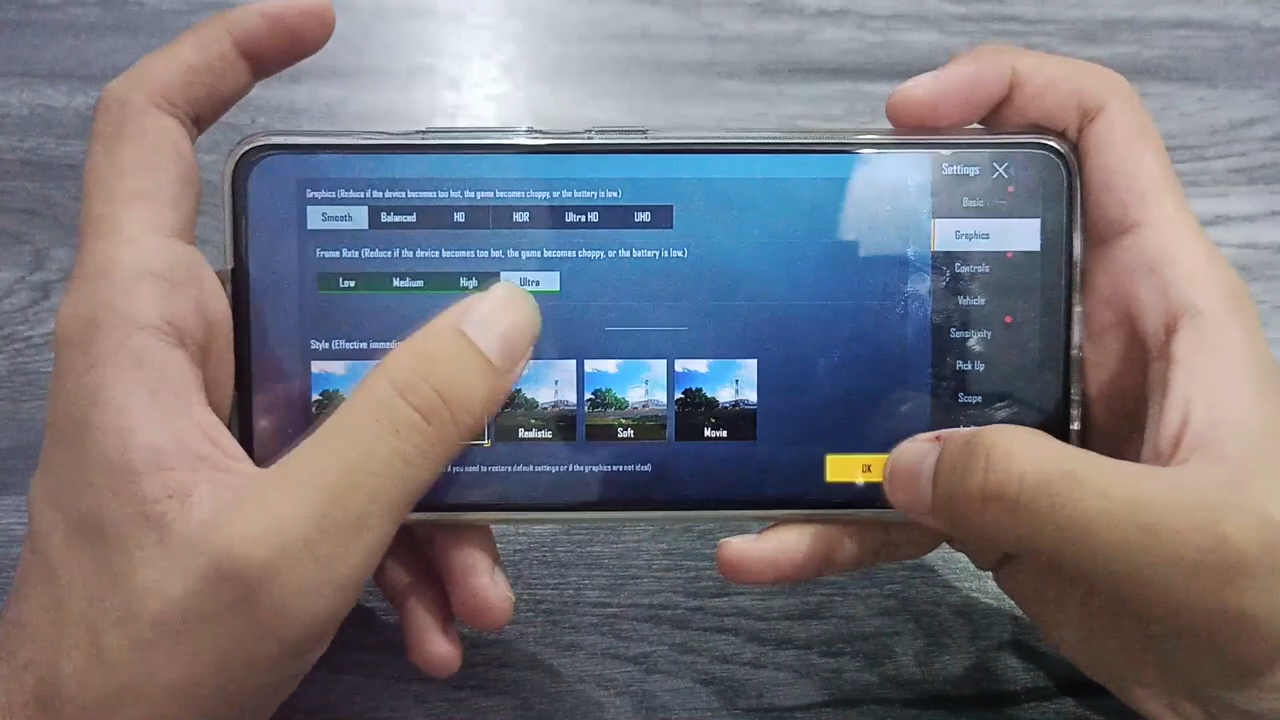 Graphics (Reduce if the device becomes too hot, the game becomes choppy, or the battery is low.)
Smooth Balanced HD HDR Ultra HD UHD
Frame Rate (Reduce if the device becomes too hot, the game becomes choppy, or the battery is low.)
Low Medium High Ultra
Style (Effective
Realistic Soft Movie
if you need to restore default settings or if the graphics are not ideal)
OK
Settings X
Basic
Graphics
Controls
Vehicle
Sensitivity
Pick Up
Scope